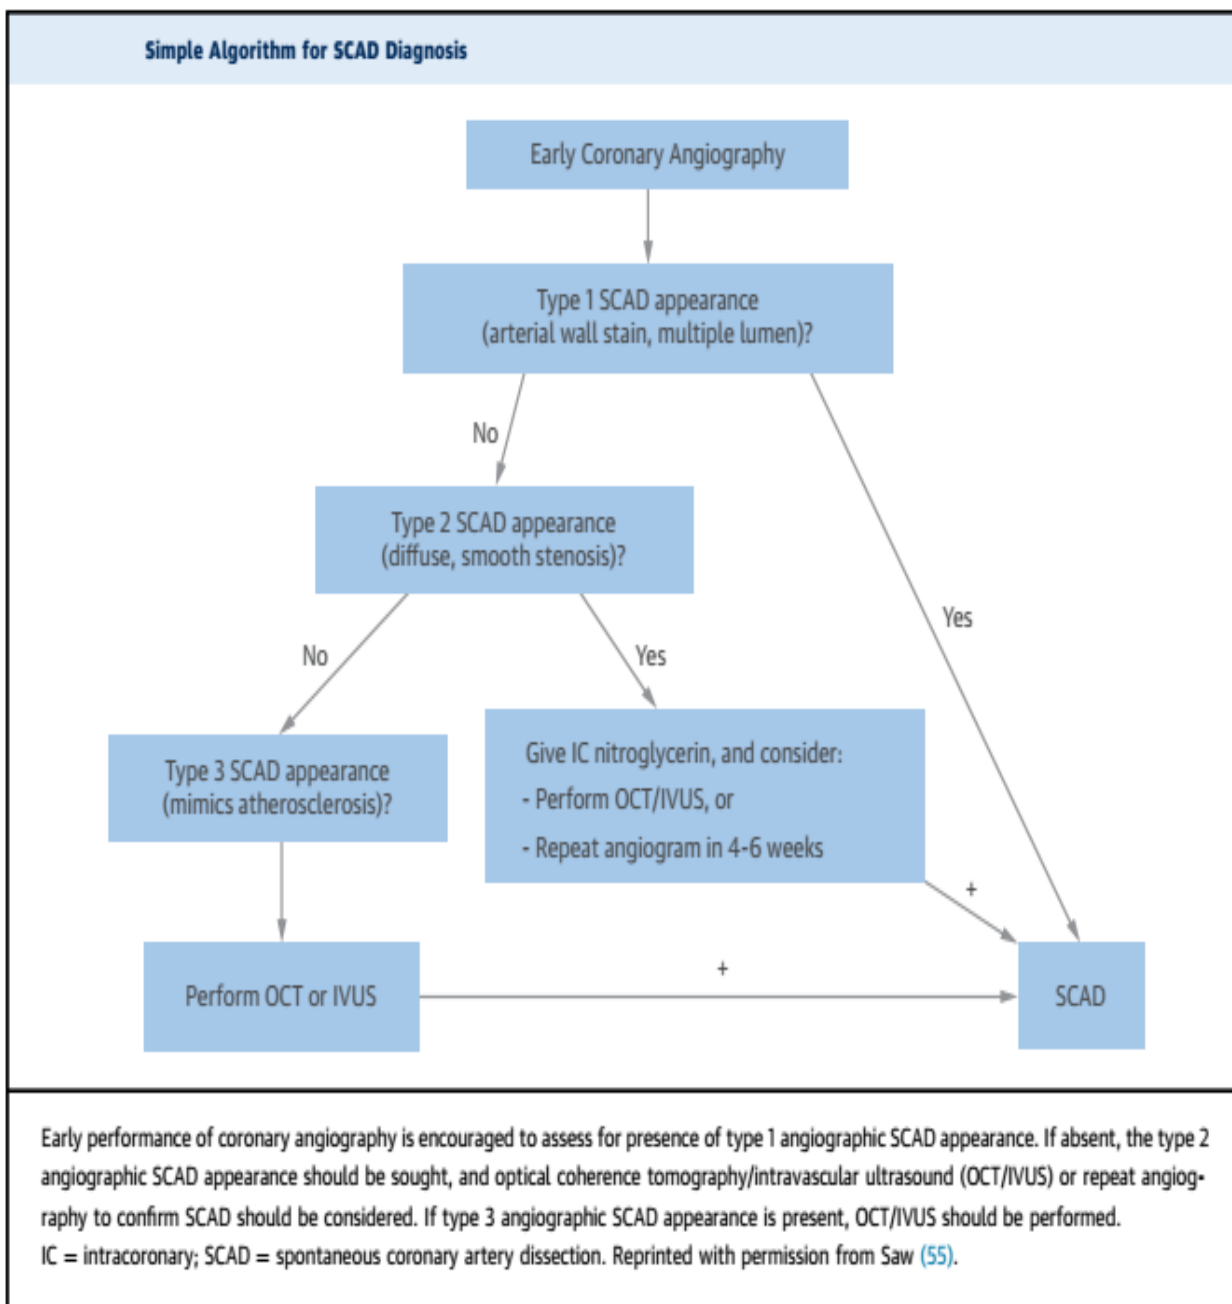 Simple Algorithm for SCAD Diagnosis
Early Coronary Angiography
Type 1 SCAD appearance
(arterial wall stain, multiple lumen)?
No
Type 2 SCAD appearance
(diffuse, smooth stenosis)?
Yes
No
Yes
Type 3 SCAD appearance
(mimics atherosclerosis)?
Give IC nitroglycerin, and consider:
- Perform OCT/IVUS, or
- Repeat angiogram in 4-6 weeks
+
Perform OCT or IVUS
+
SCAD
Early performance of coronary angiography is encouraged to assess for presence of type 1 angiographic SCAD appearance. If absent, the type 2
angiographic SCAD appearance should be sought, and optical coherence tomography/intravascular ultrasound (OCT/IVUS) or repeat angiog-
raphy to confirm SCAD should be considered. If type 3 angiographic SCAD appearance is present, OCT/IVUS should be performed.
IC = intracoronary; SCAD = spontaneous coronary artery dissection. Reprinted with permission from Saw (55).